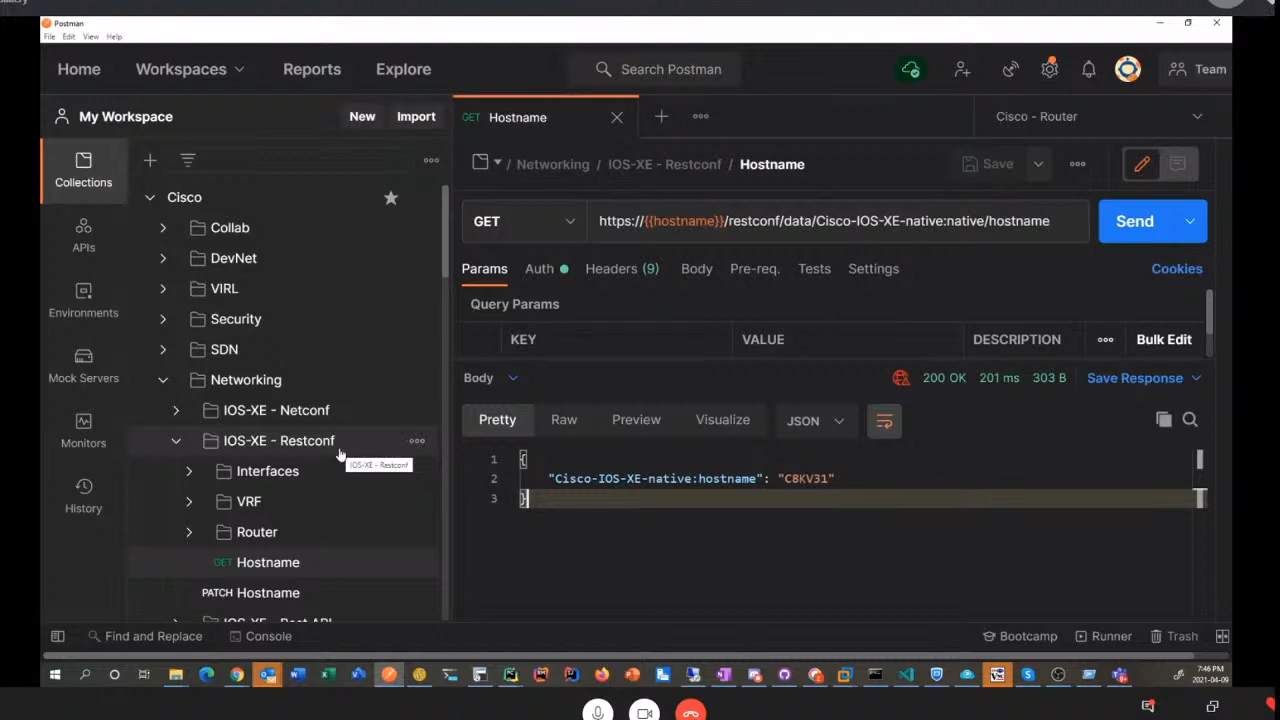 Postman
File Edit View Help
Home Workspaces Reports Explore Search Postman Team
My Workspace New Import
GET Hostname
Cisco - Router
Collections
APIs
Environments
Mock Servers
Monitors
History
Cisco
Collab
DevNet
VIRL
Security
SDN
Networking
IOS-XE - Netconf
IOS-XE - Restconf
IOS-XE - Restconf
Interfaces
VRF
Router
GET Hostname
PATCH Hostname
/ Networking / IOS-XE - Restconf / Hostname Save
GET https://{{hostname}}/restconf/data/Cisco-IOS-XE-native:native/hostname Send
Params Auth Headers (9) Body Pre-req. Tests Settings Cookies
Query Params
KEY VALUE DESCRIPTION Bulk Edit
Body 200 OK 201 ms 303 B Save Response
Pretty Raw Preview Visualize JSON
1 {
2 "Cisco-IOS-XE-native:hostname": "C8KV31"
3 }
Find and Replace Console Bootcamp Runner Trash
7:46 PM
2021-04-09